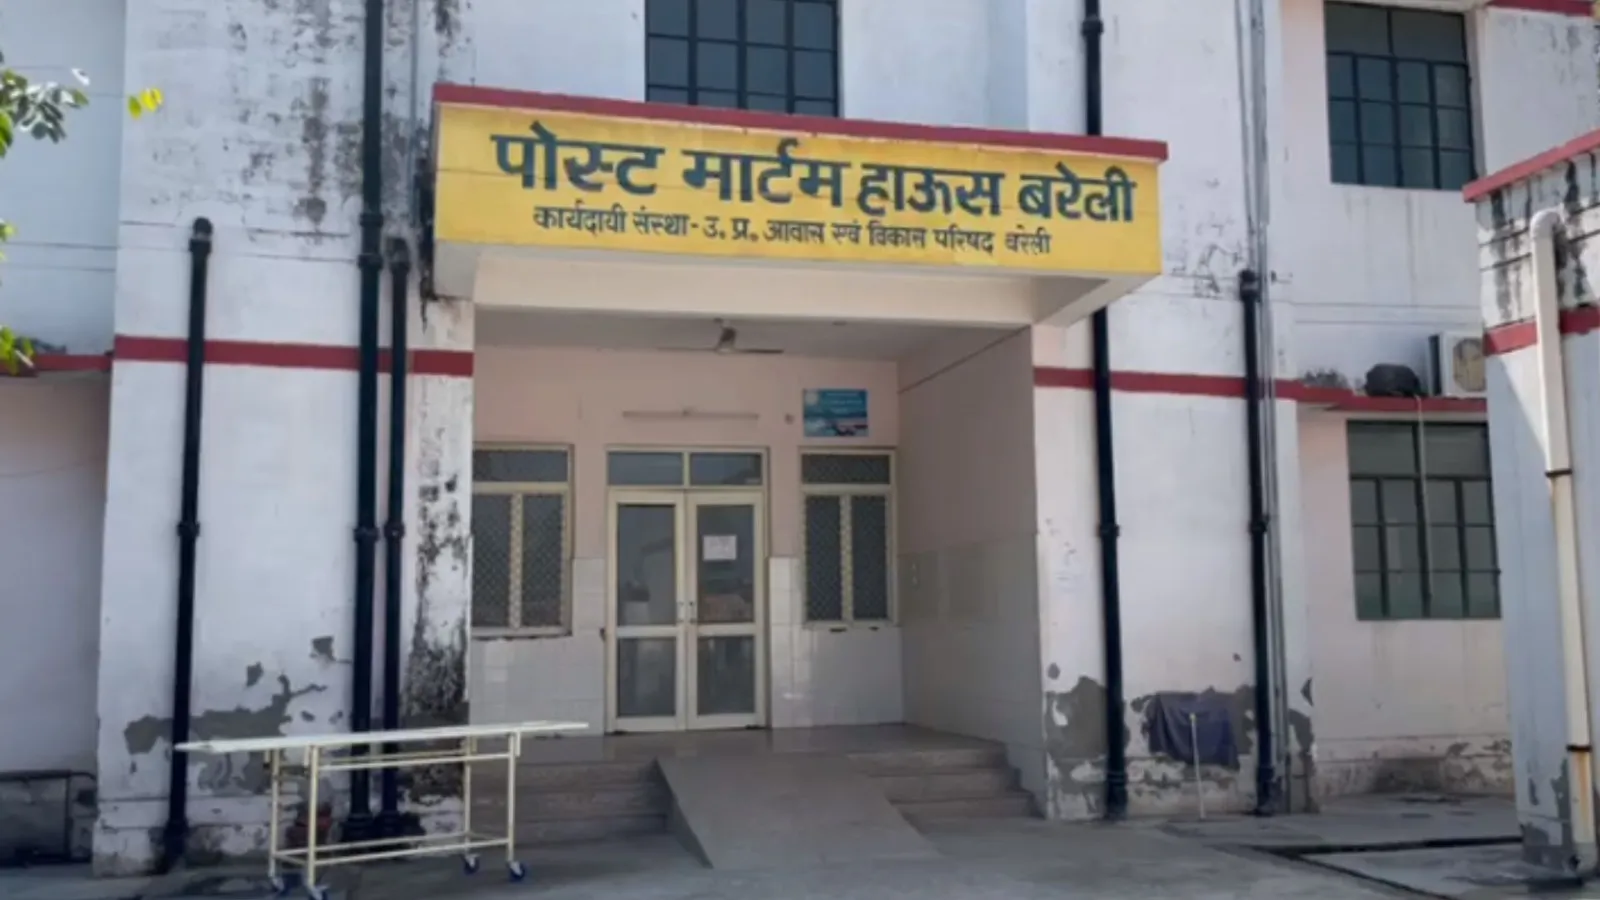 पोस्ट मार्टम हाऊस बरेली
कार्यदायी संस्था-उ. प्र. आवास एवं विकास परिषद बरेली